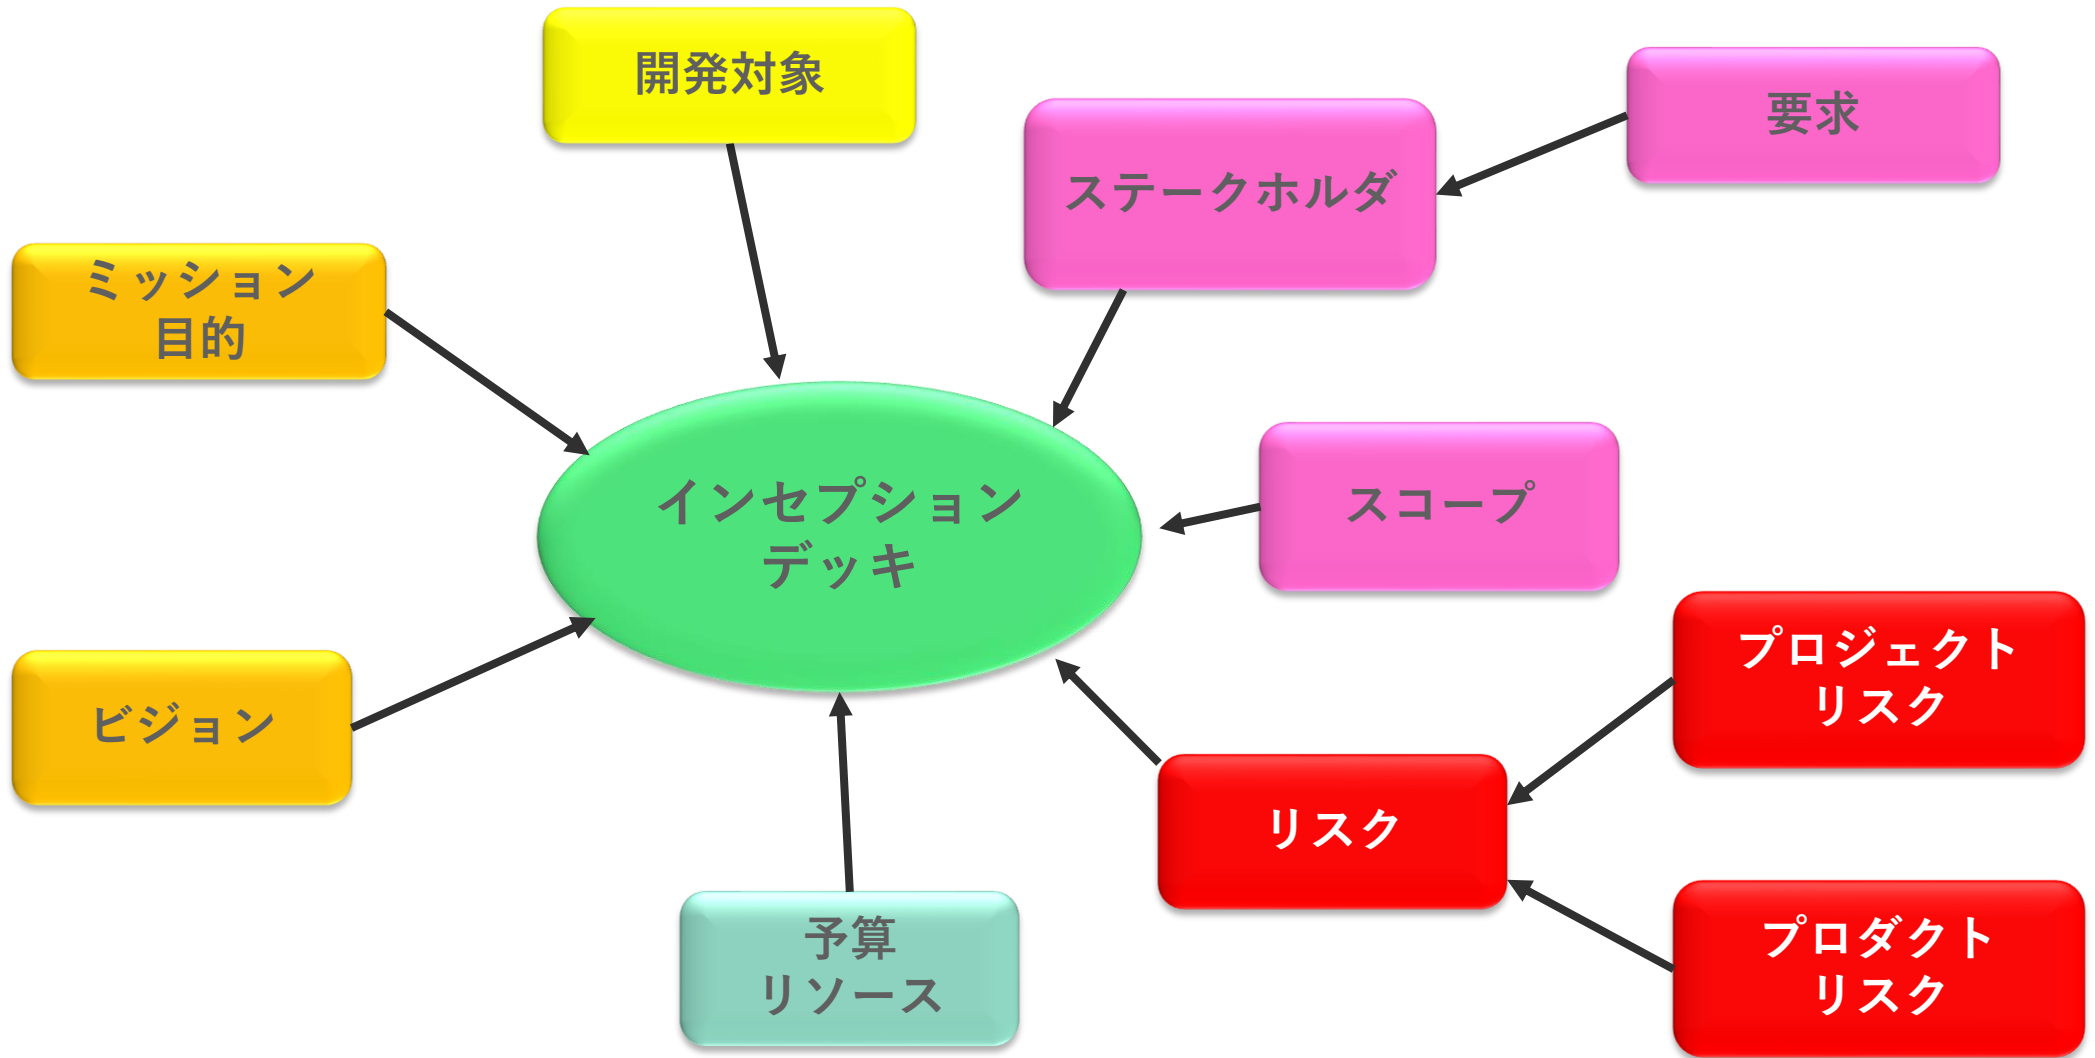 開発対象
要求
ステークホルダ
ミッション
目的
インセプション
デッキ
スコープ
プロジェクト
リスク
ビジョン
リスク
予算
リソース
プロダクト
リスク